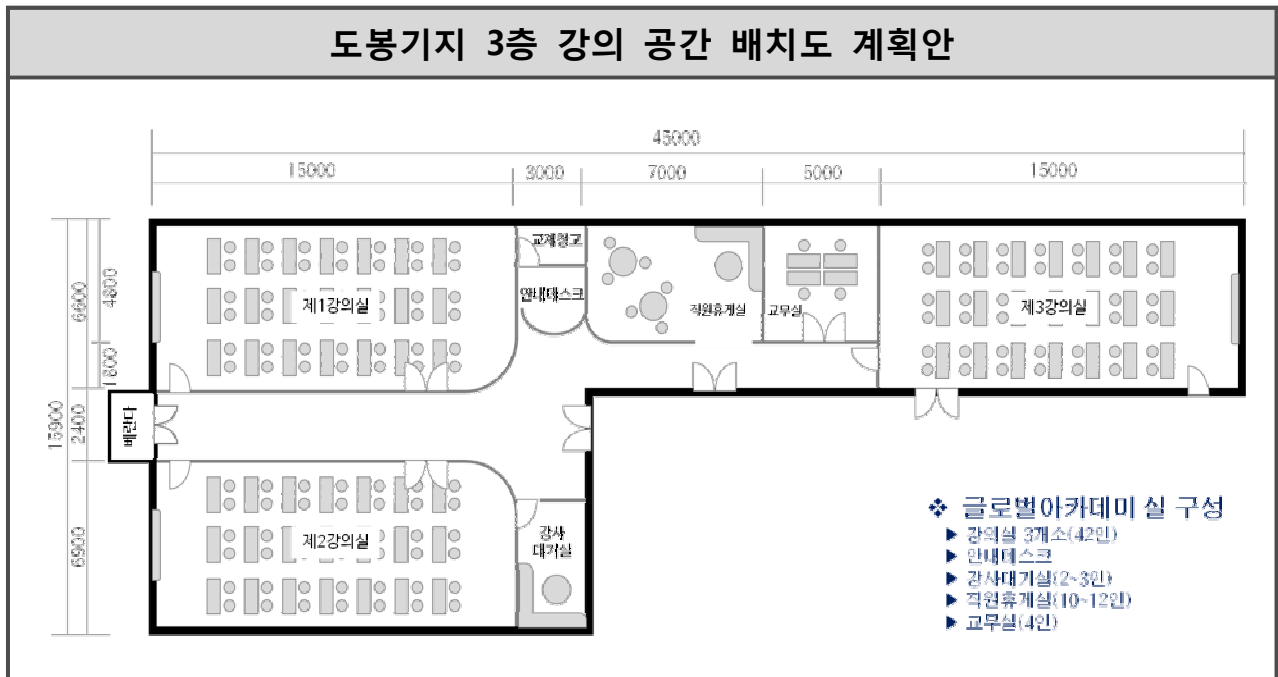 도봉기지 3층 강의 공간 배치도 계획안
45000
15000
3000
7000
5000
15000
교재창고
안내데스크
제1강의실
직원휴게실
교무실
제3강의실
6600
4800
1800
15900
2400
베란다
6900
제2강의실
강사
대기실
❖ 글로벌아카데미 실 구성
▶ 강의실 3개소(42인)
▶ 안내데스크
▶ 강사대기실(2~3인)
▶ 직원휴게실(10~12인)
▶ 교무실(4인)